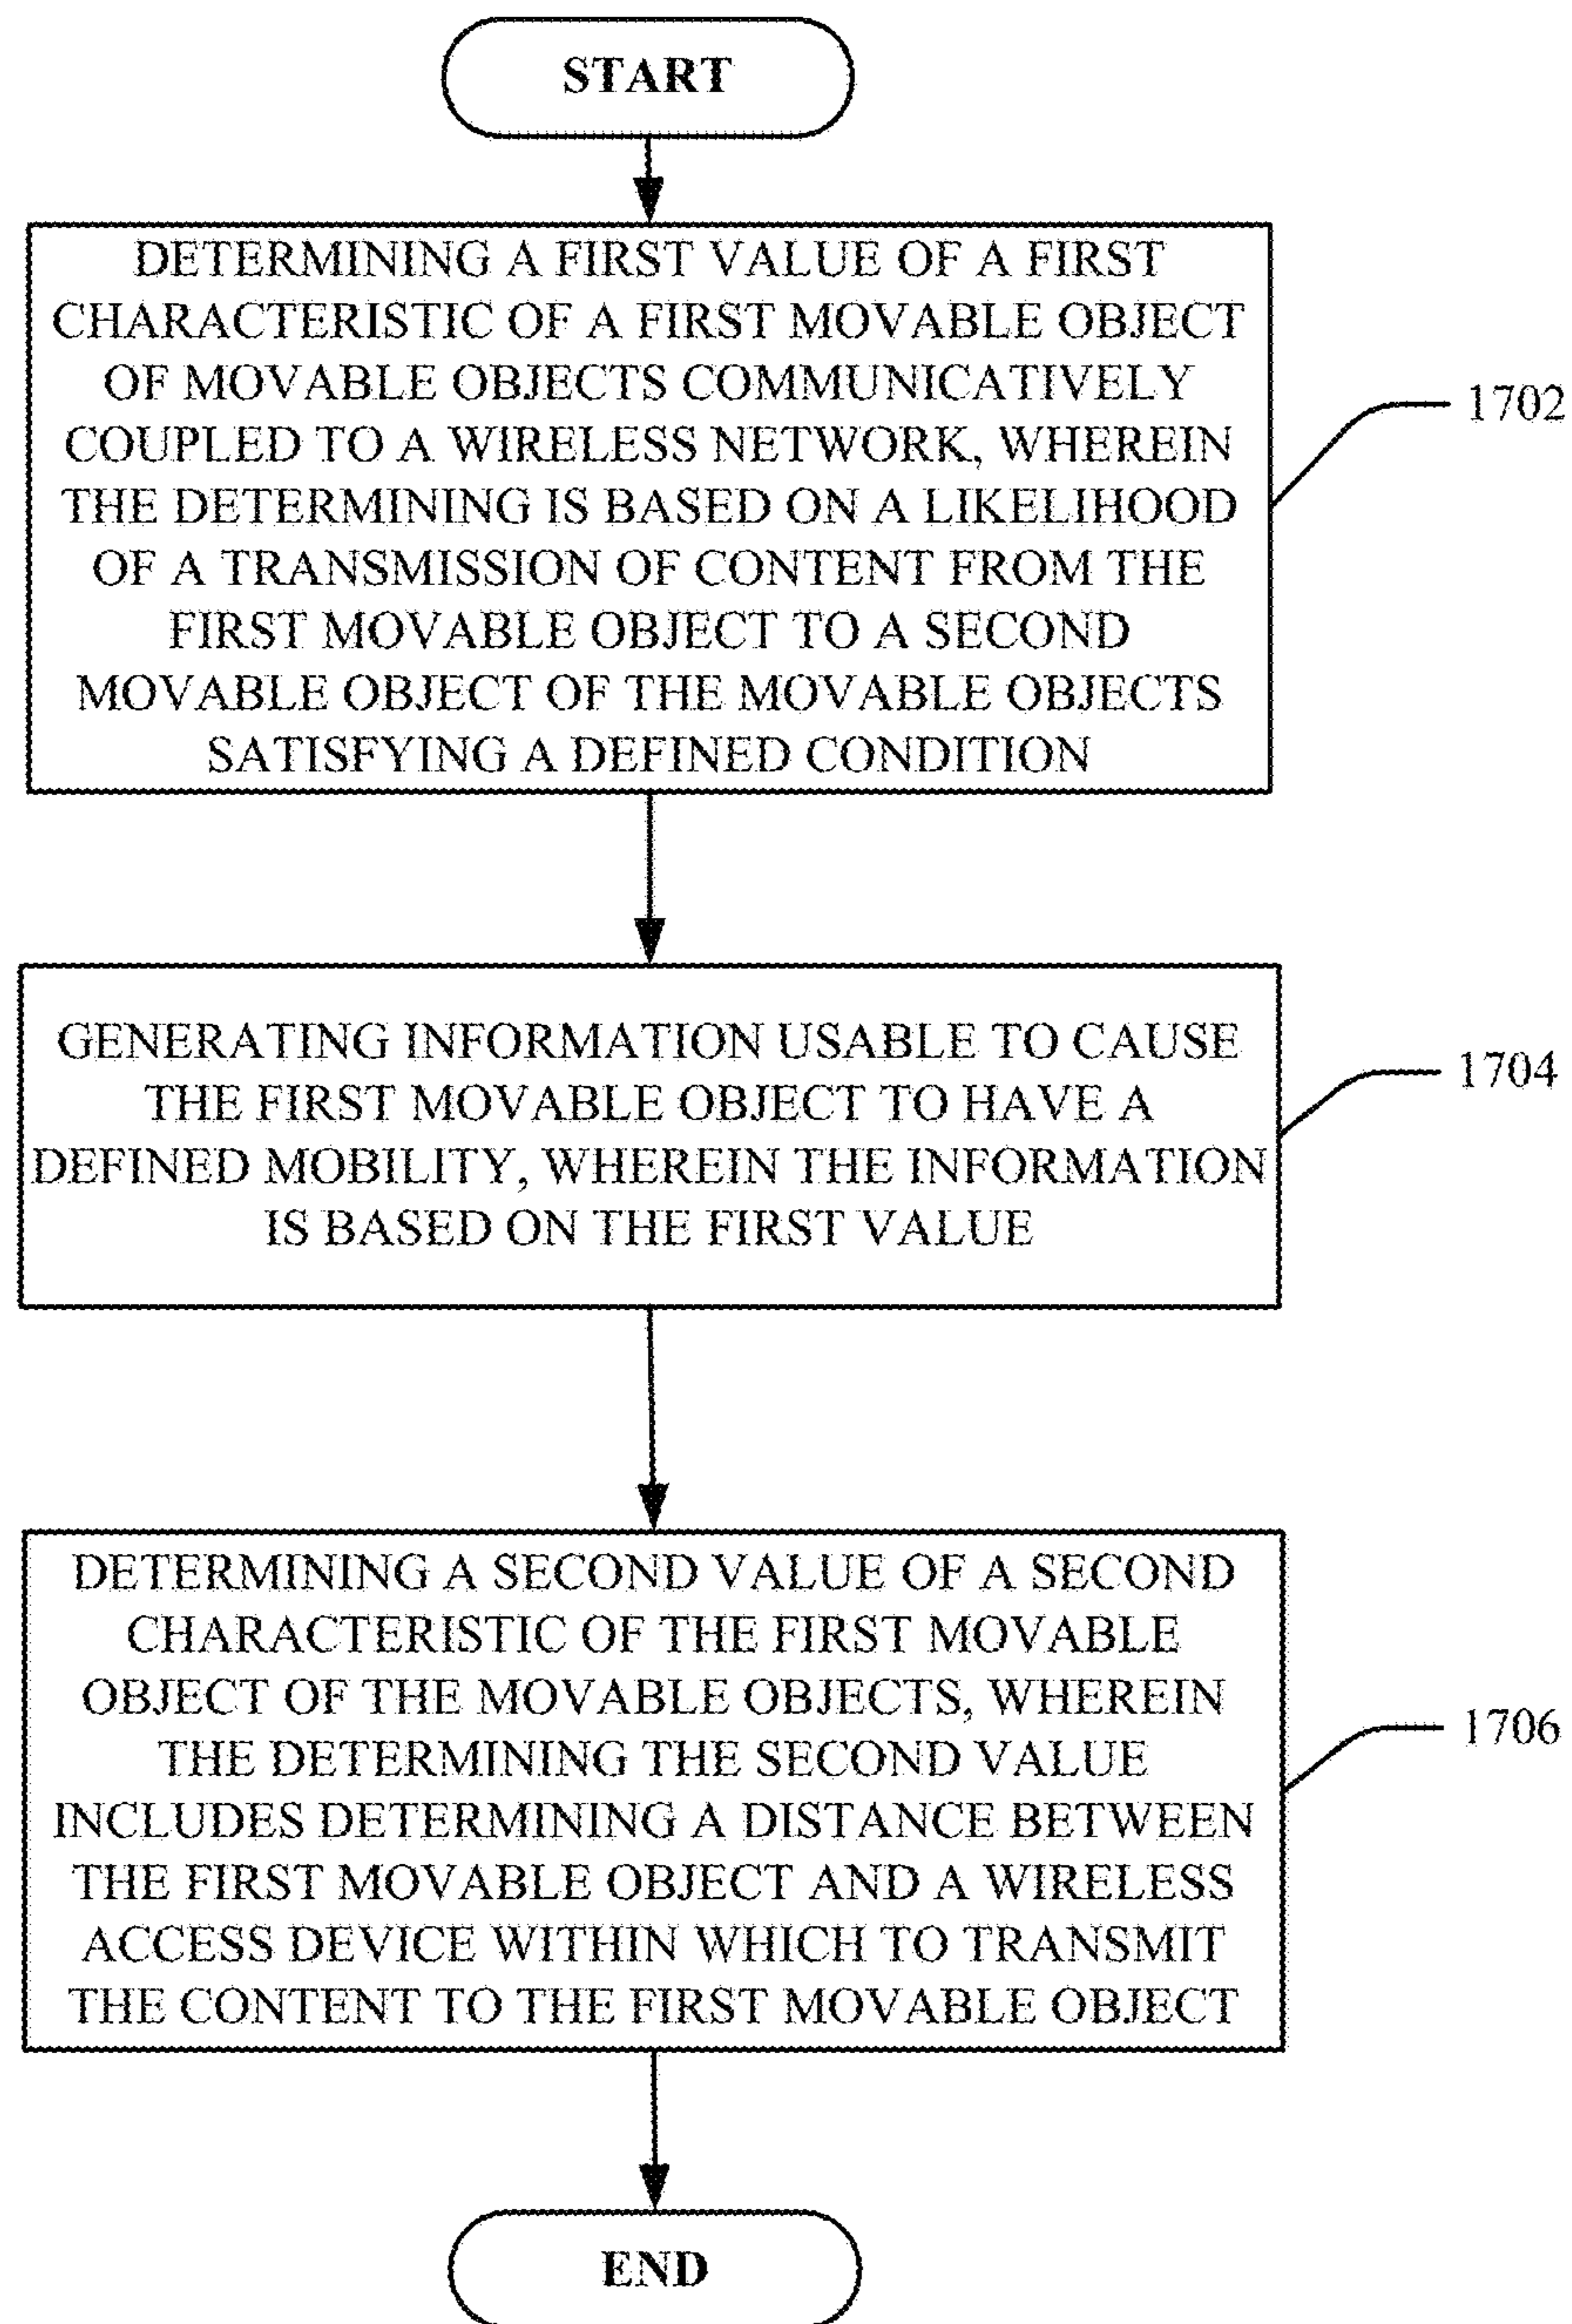 START
DETERMINING A FIRST VALUE OF A FIRST
CHARACTERISTIC OF A FIRST MOVABLE OBJECT
OF MOVABLE OBJECTS COMMUNICATIVELY
COUPLED TO A WIRELESS NETWORK, WHEREIN
THE DETERMINING IS BASED ON A LIKELIHOOD
OF A TRANSMISSION OF CONTENT FROM THE
FIRST MOVABLE OBJECT TO A SECOND
MOVABLE OBJECT OF THE MOVABLE OBJECTS
SATISFYING A DEFINED CONDITION
1702
GENERATING INFORMATION USABLE TO CAUSE
THE FIRST MOVABLE OBJECT TO HAVE A
DEFINED MOBILITY, WHEREIN THE INFORMATION
IS BASED ON THE FIRST VALUE
1704
DETERMINING A SECOND VALUE OF A SECOND
CHARACTERISTIC OF THE FIRST MOVABLE
OBJECT OF THE MOVABLE OBJECTS, WHEREIN
THE DETERMINING THE SECOND VALUE
INCLUDES DETERMINING A DISTANCE BETWEEN
THE FIRST MOVABLE OBJECT AND A WIRELESS
ACCESS DEVICE WITHIN WHICH TO TRANSMIT
THE CONTENT TO THE FIRST MOVABLE OBJECT
1706
END